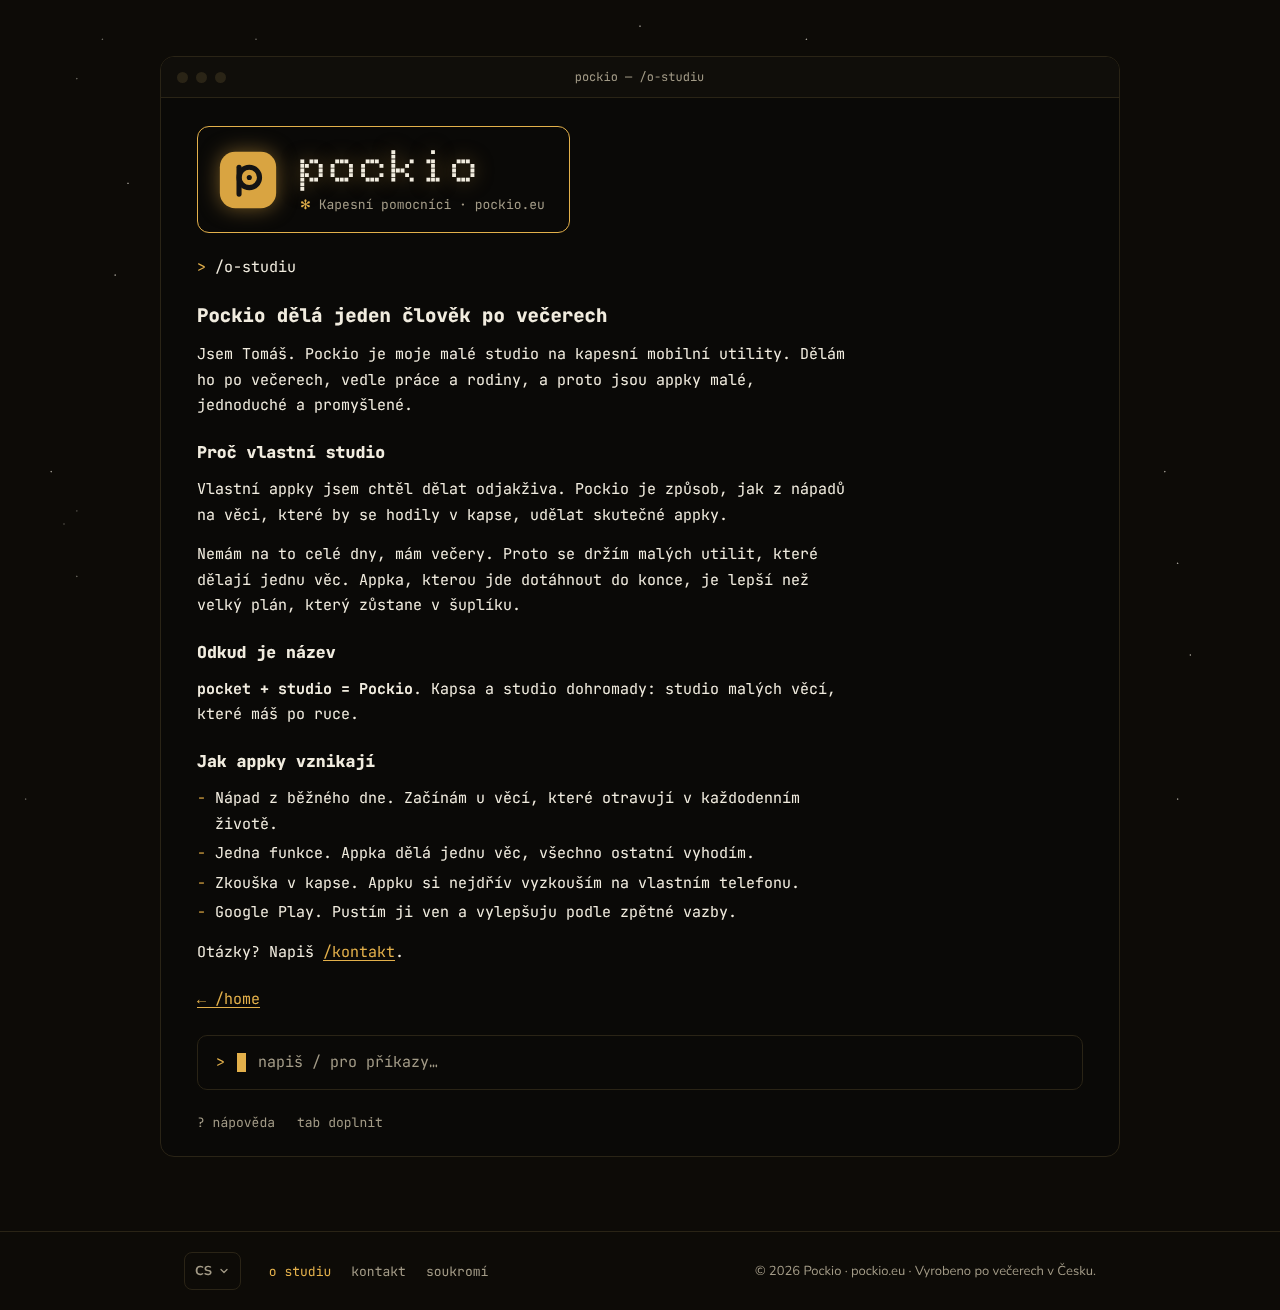 pockio — /o-studiu
pockio
✻ Kapesní pomocníci · pockio.eu
> /o-studiu
Pockio dělá jeden člověk po večerech
Jsem Tomáš. Pockio je moje malé studio na kapesní mobilní utility. Dělám
ho po večerech, vedle práce a rodiny, a proto jsou appky malé,
jednoduché a promyšlené.
Proč vlastní studio
Vlastní appky jsem chtěl dělat odjakživa. Pockio je způsob, jak z nápadů
na věci, které by se hodily v kapse, udělat skutečné appky.
Nemám na to celé dny, mám večery. Proto se držím malých utilit, které
dělají jednu věc. Appka, kterou jde dotáhnout do konce, je lepší než
velký plán, který zůstane v šuplíku.
Odkud je název
pocket + studio = Pockio. Kapsa a studio dohromady: studio malých věcí,
které máš po ruce.
Jak appky vznikají
- Nápad z běžného dne. Začínám u věcí, které otravují v každodenním
životě.
- Jedna funkce. Appka dělá jednu věc, všechno ostatní vyhodím.
- Zkouška v kapse. Appku si nejdřív vyzkouším na vlastním telefonu.
- Google Play. Pustím ji ven a vylepšuju podle zpětné vazby.
Otázky? Napiš /kontakt.
← /home
> napiš / pro příkazy…
? nápověda tab doplnit
CS o studiu kontakt soukromí © 2026 Pockio · pockio.eu · Vyrobeno po večerech v Česku.